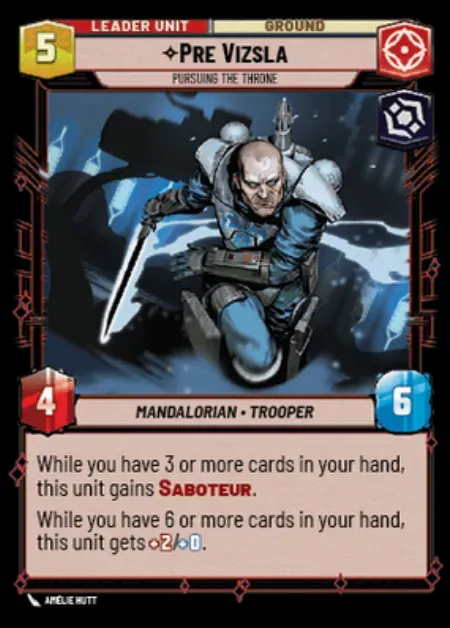 LEADER UNIT GROUND
5 PRE VIZSLA
PURSUING THE THRONE
4 MANDALORIAN • TROOPER 6
While you have 3 or more cards in your hand,
this unit gains SABOTEUR.
While you have 6 or more cards in your hand,
this unit gets +2/+0.
AMÉLIE HUTT